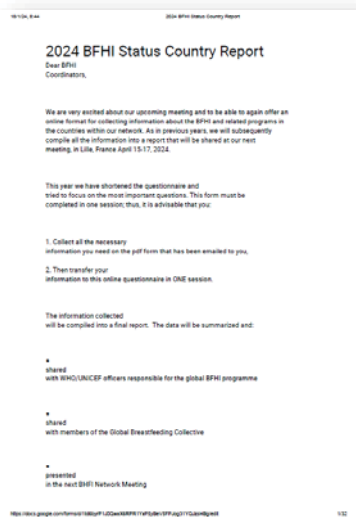 2024 BFHI Status Country Report
2024 BFHI Status Country Report
Dear BFHI
Coordinators,
We are very excited about our upcoming meeting and to be able to again offer an
online format for collecting information about the BFHI and related programs in
the countries within our network. As in previous years, we will subsequently
compile all the information into a report that will be shared at our next
meeting, in Lille, France April 15-17, 2024.
This year we have shortened the questionnaire and
tried to focus on the most important questions. This form must be
completed in one session; thus, it is advisable that you:
1. Collect all the necessary
information you need on the pdf form that has been emailed to you,
2. Then transfer your
information to this online questionnaire in ONE session.
The information collected
will be compiled into a final report. The data will be summarized and:
•
shared
with WHO/UNICEF officers responsible for the global BFHI programme
•
shared
with members of the Global Breastfeeding Collective
•
presented
in the next BHFI Network Meeting
1/32